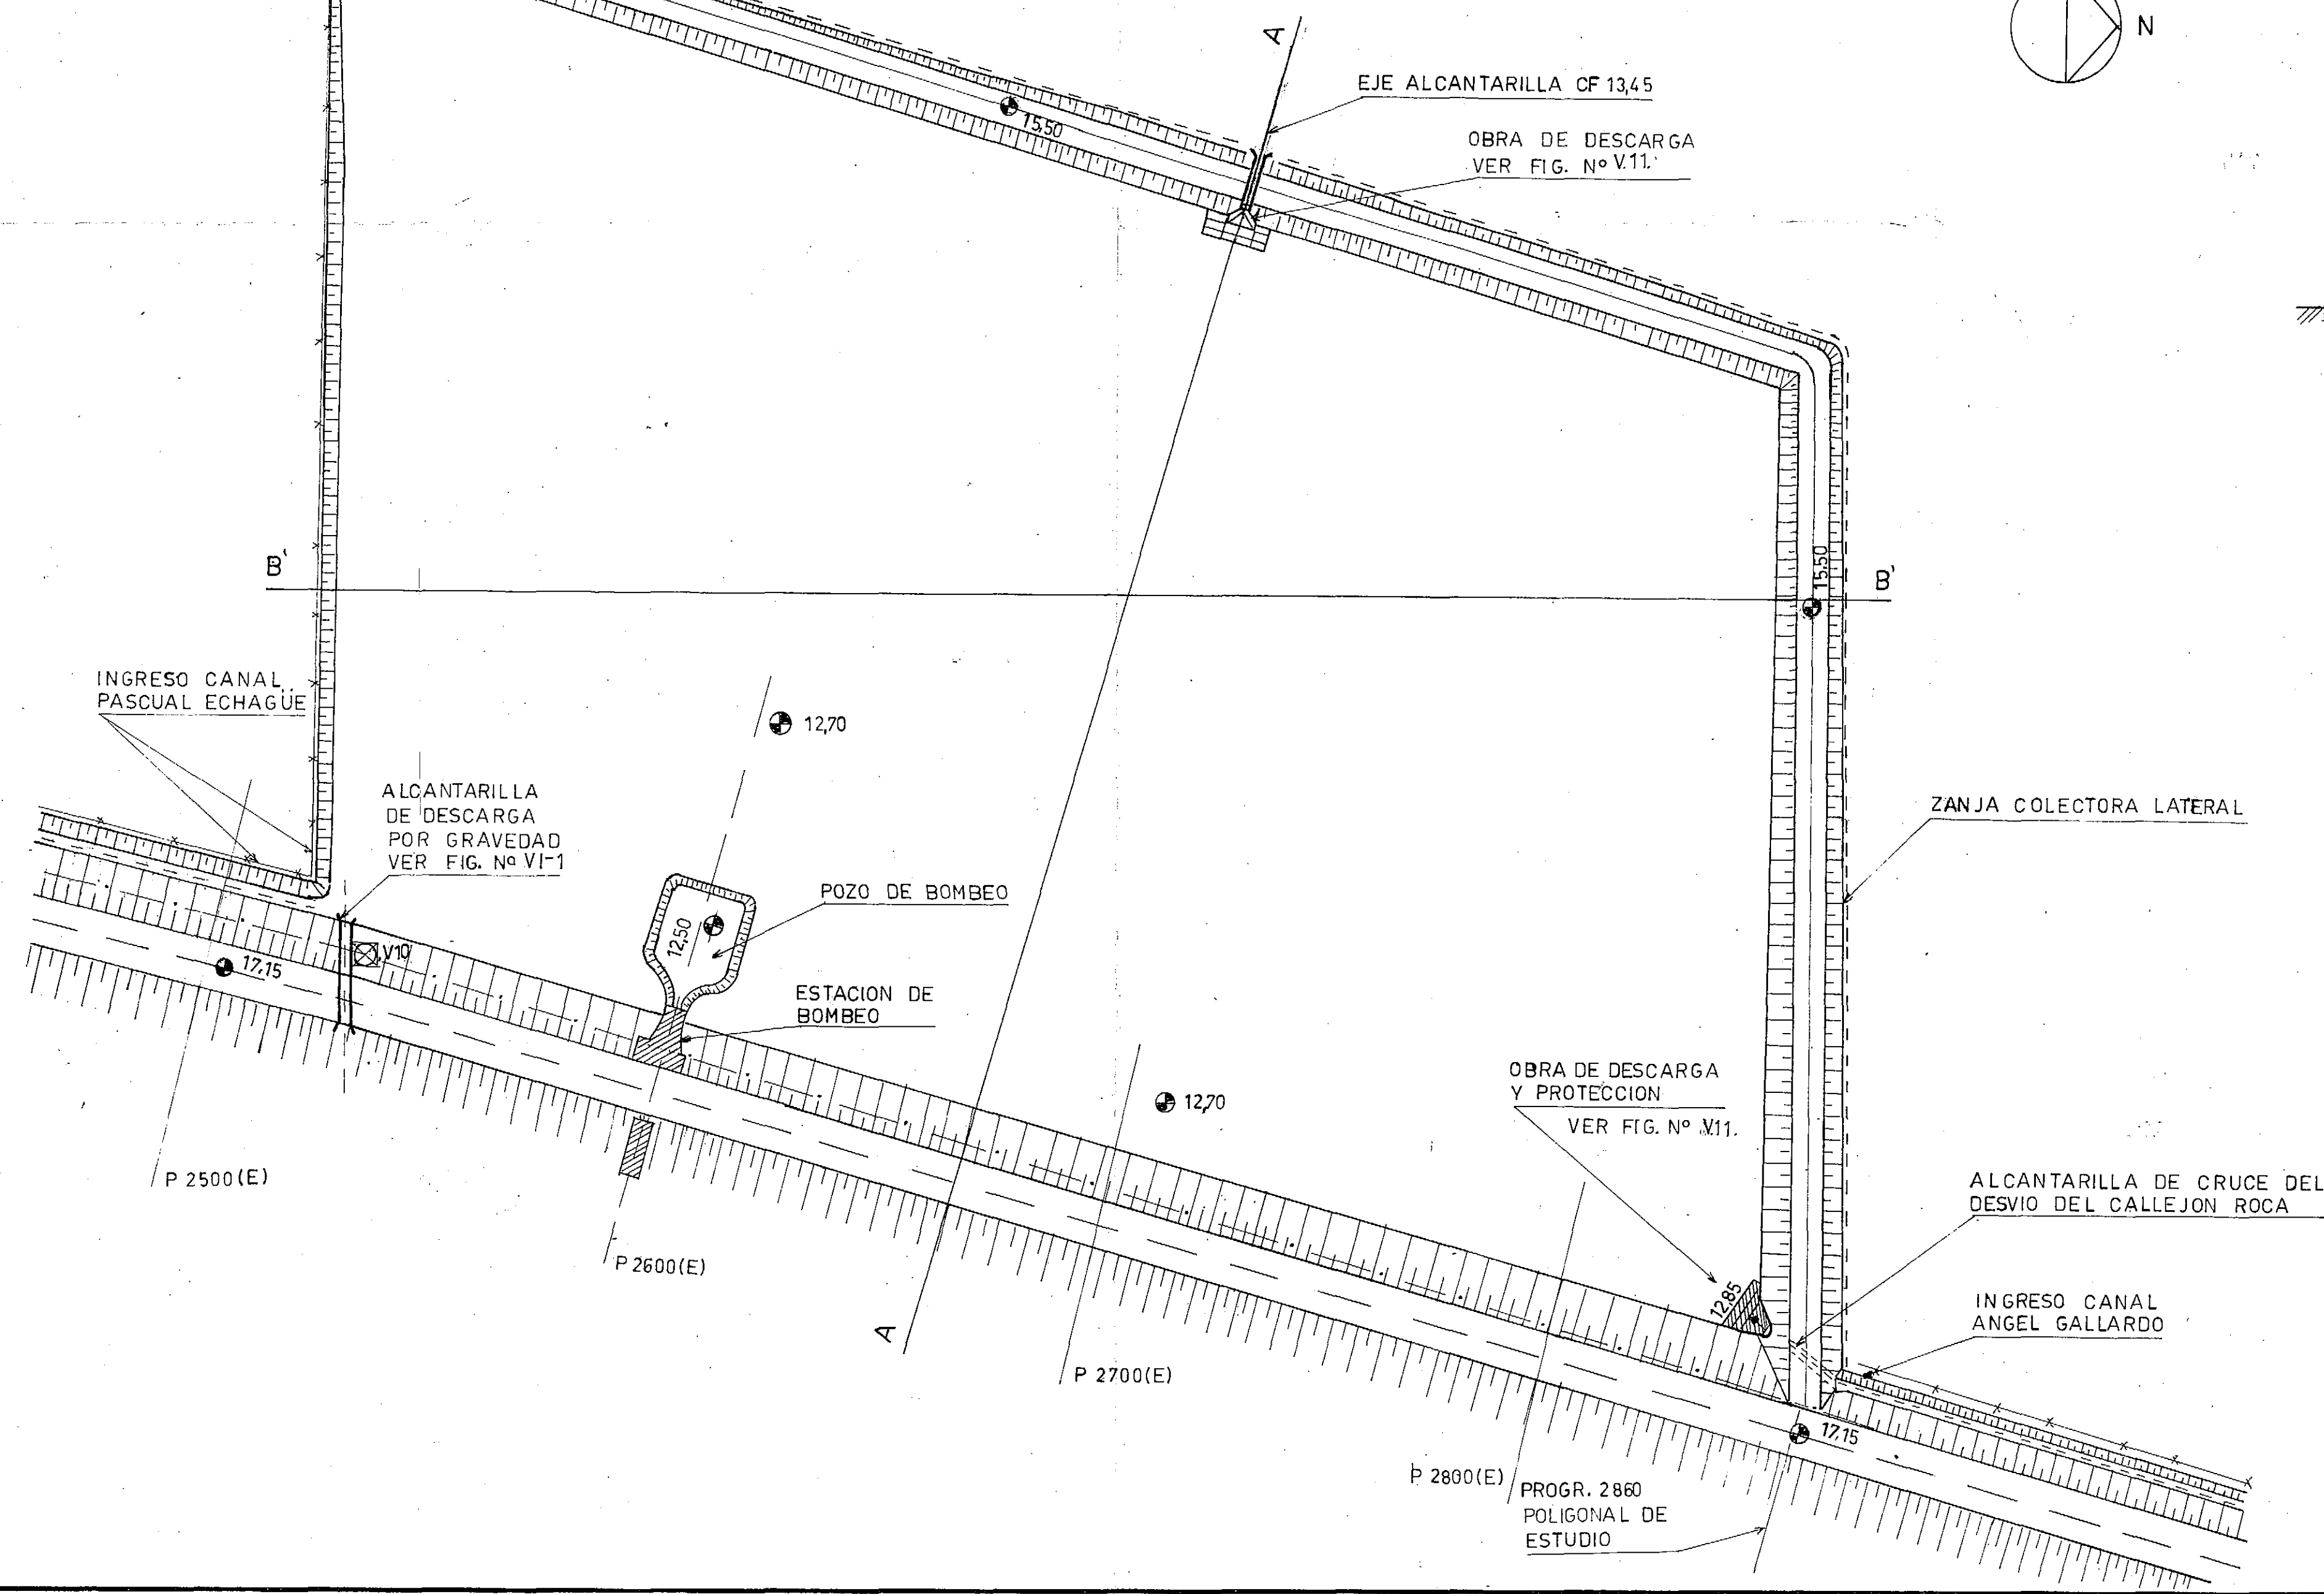 N
A
EJE ALCANTARILLA CF 13,45
15,50
OBRA DE DESCARGA
VER FIG. Nº V.11.
B'
B'
15,50
INGRESO CANAL
PASCUAL ECHAGÜE
12,70
ALCANTARILLA
DE DESCARGA
POR GRAVEDAD
VER FIG. Nº VI-1
ZANJA COLECTORA LATERAL
POZO DE BOMBEO
12,50
V10
17,15
ESTACION DE
BOMBEO
OBRA DE DESCARGA
Y PROTECCION
VER FIG. Nº V.11.
12,70
P 2500(E)
ALCANTARILLA DE CRUCE DEL
DESVIO DEL CALLEJON ROCA
P 2600(E)
12,85
INGRESO CANAL
ANGEL GALLARDO
A
P 2700(E)
17,15
P 2800(E)
PROGR. 2860
POLIGONAL DE
ESTUDIO